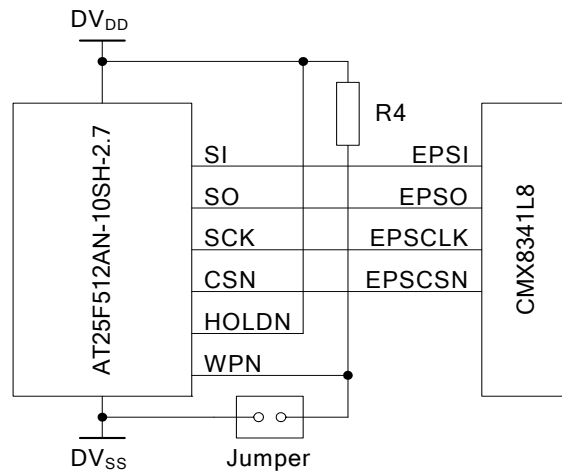 DVDD
R4
AT25F512AN-10SH-2.7
CMX8341L8
SI EPSI
SO EPSO
SCK EPSCLK
CSN EPSCSN
HOLDN
WPN
DVSS
Jumper